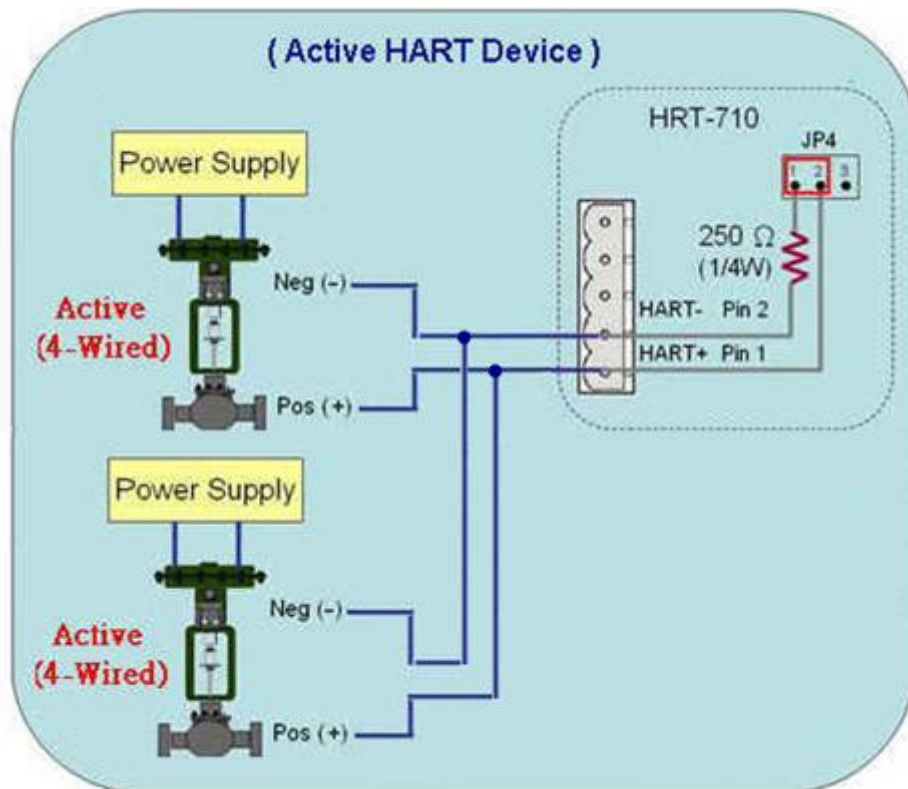 ( Active HART Device )
HRT-710
JP4
1 2 3
Power Supply
250 Ω
(1/4W)
Neg (-)
Active
(4-Wired)
HART- Pin 2
HART+ Pin 1
Pos (+)
Power Supply
Neg (-)
Active
(4-Wired)
Pos (+)